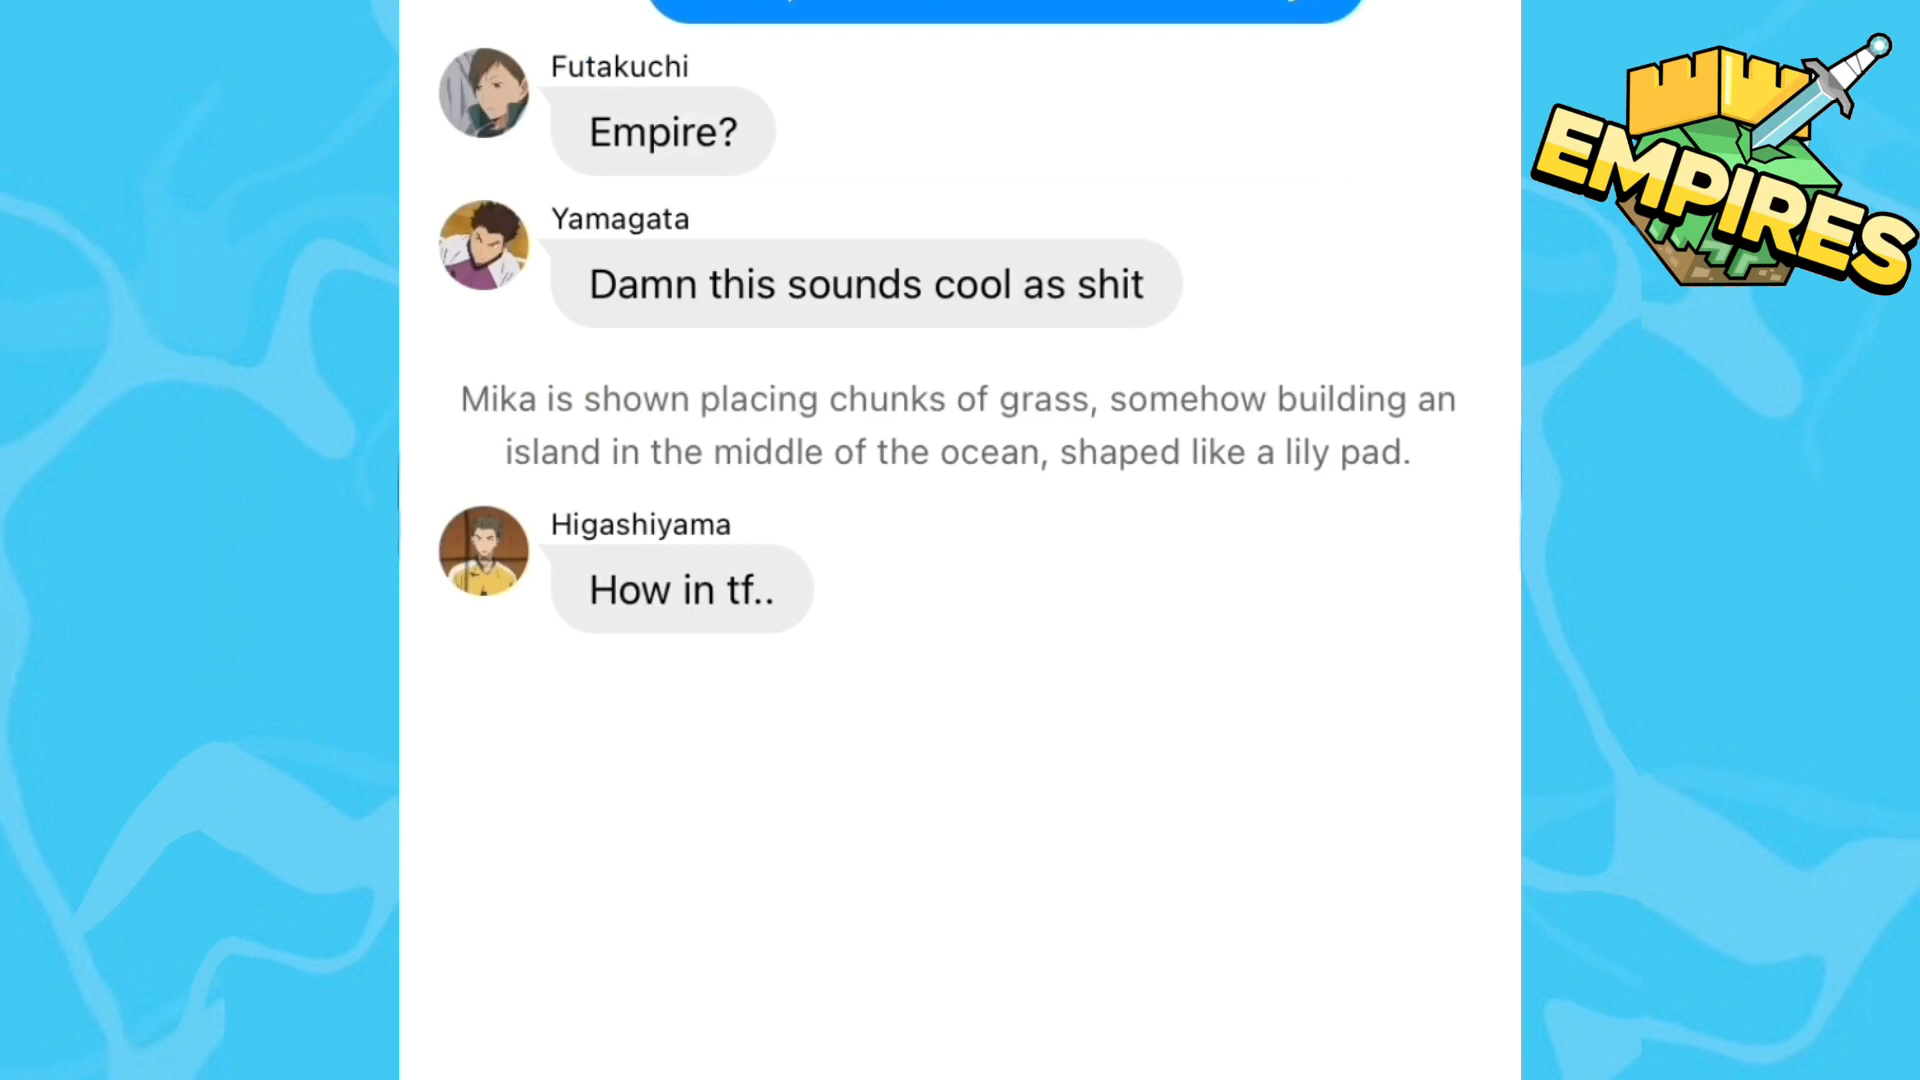 Futakuchi
Empire?
Yamagata
Damn this sounds cool as shit
Mika is shown placing chunks of grass, somehow building an
island in the middle of the ocean, shaped like a lily pad.
Higashiyama
How in tf..
EMPIRES